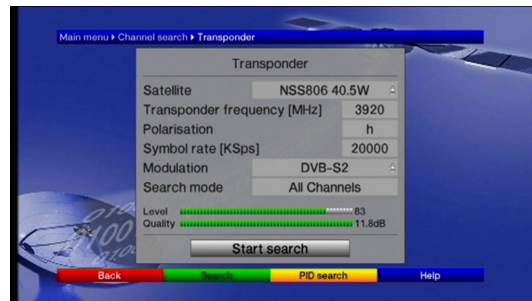 Main menu ▸ Channel search ▸ Transponder
Transponder
Satellite NSS806 40.5W
Transponder frequency [MHz] 3920
Polarisation h
Symbol rate [KSps] 20000
Modulation DVB-S2
Search mode All Channels
Level 83
Quality 11.8dB
Start search
Back Search PID search Help